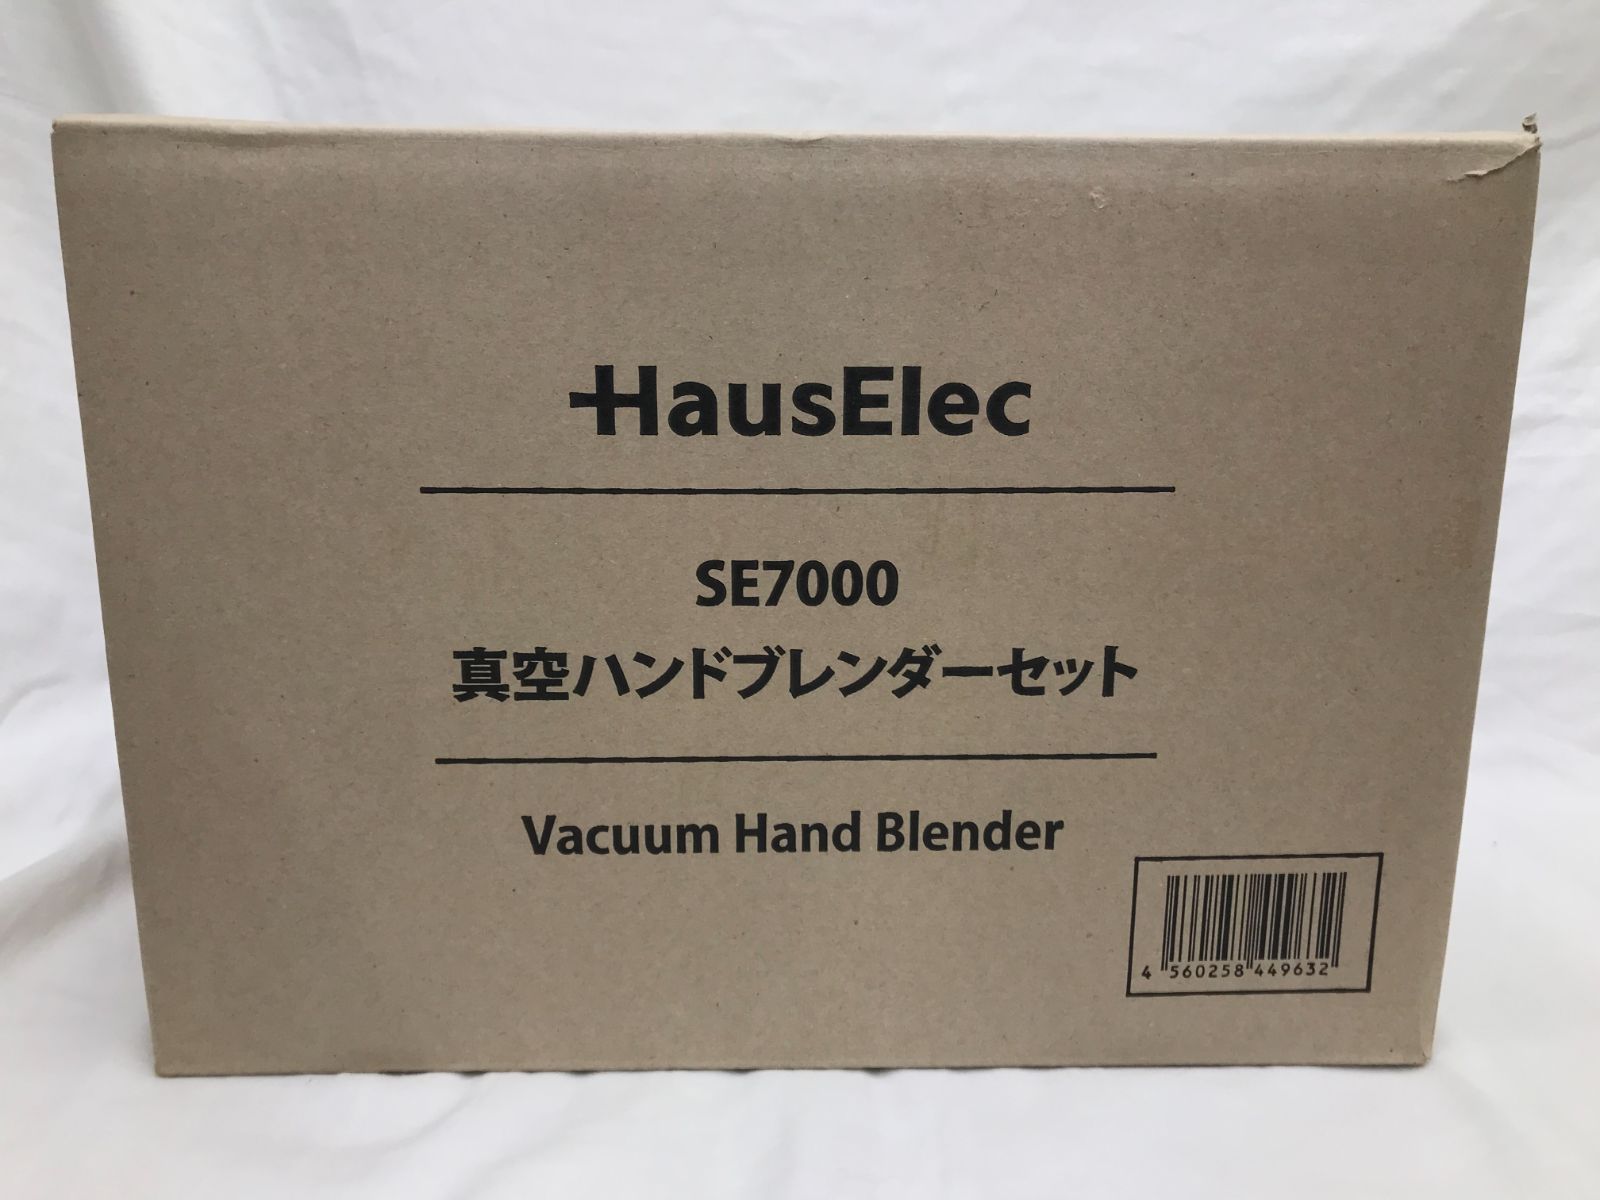 HausElec
SE7000
真空ハンドブレンダーセット
Vacuum Hand Blender
4 560258 449632